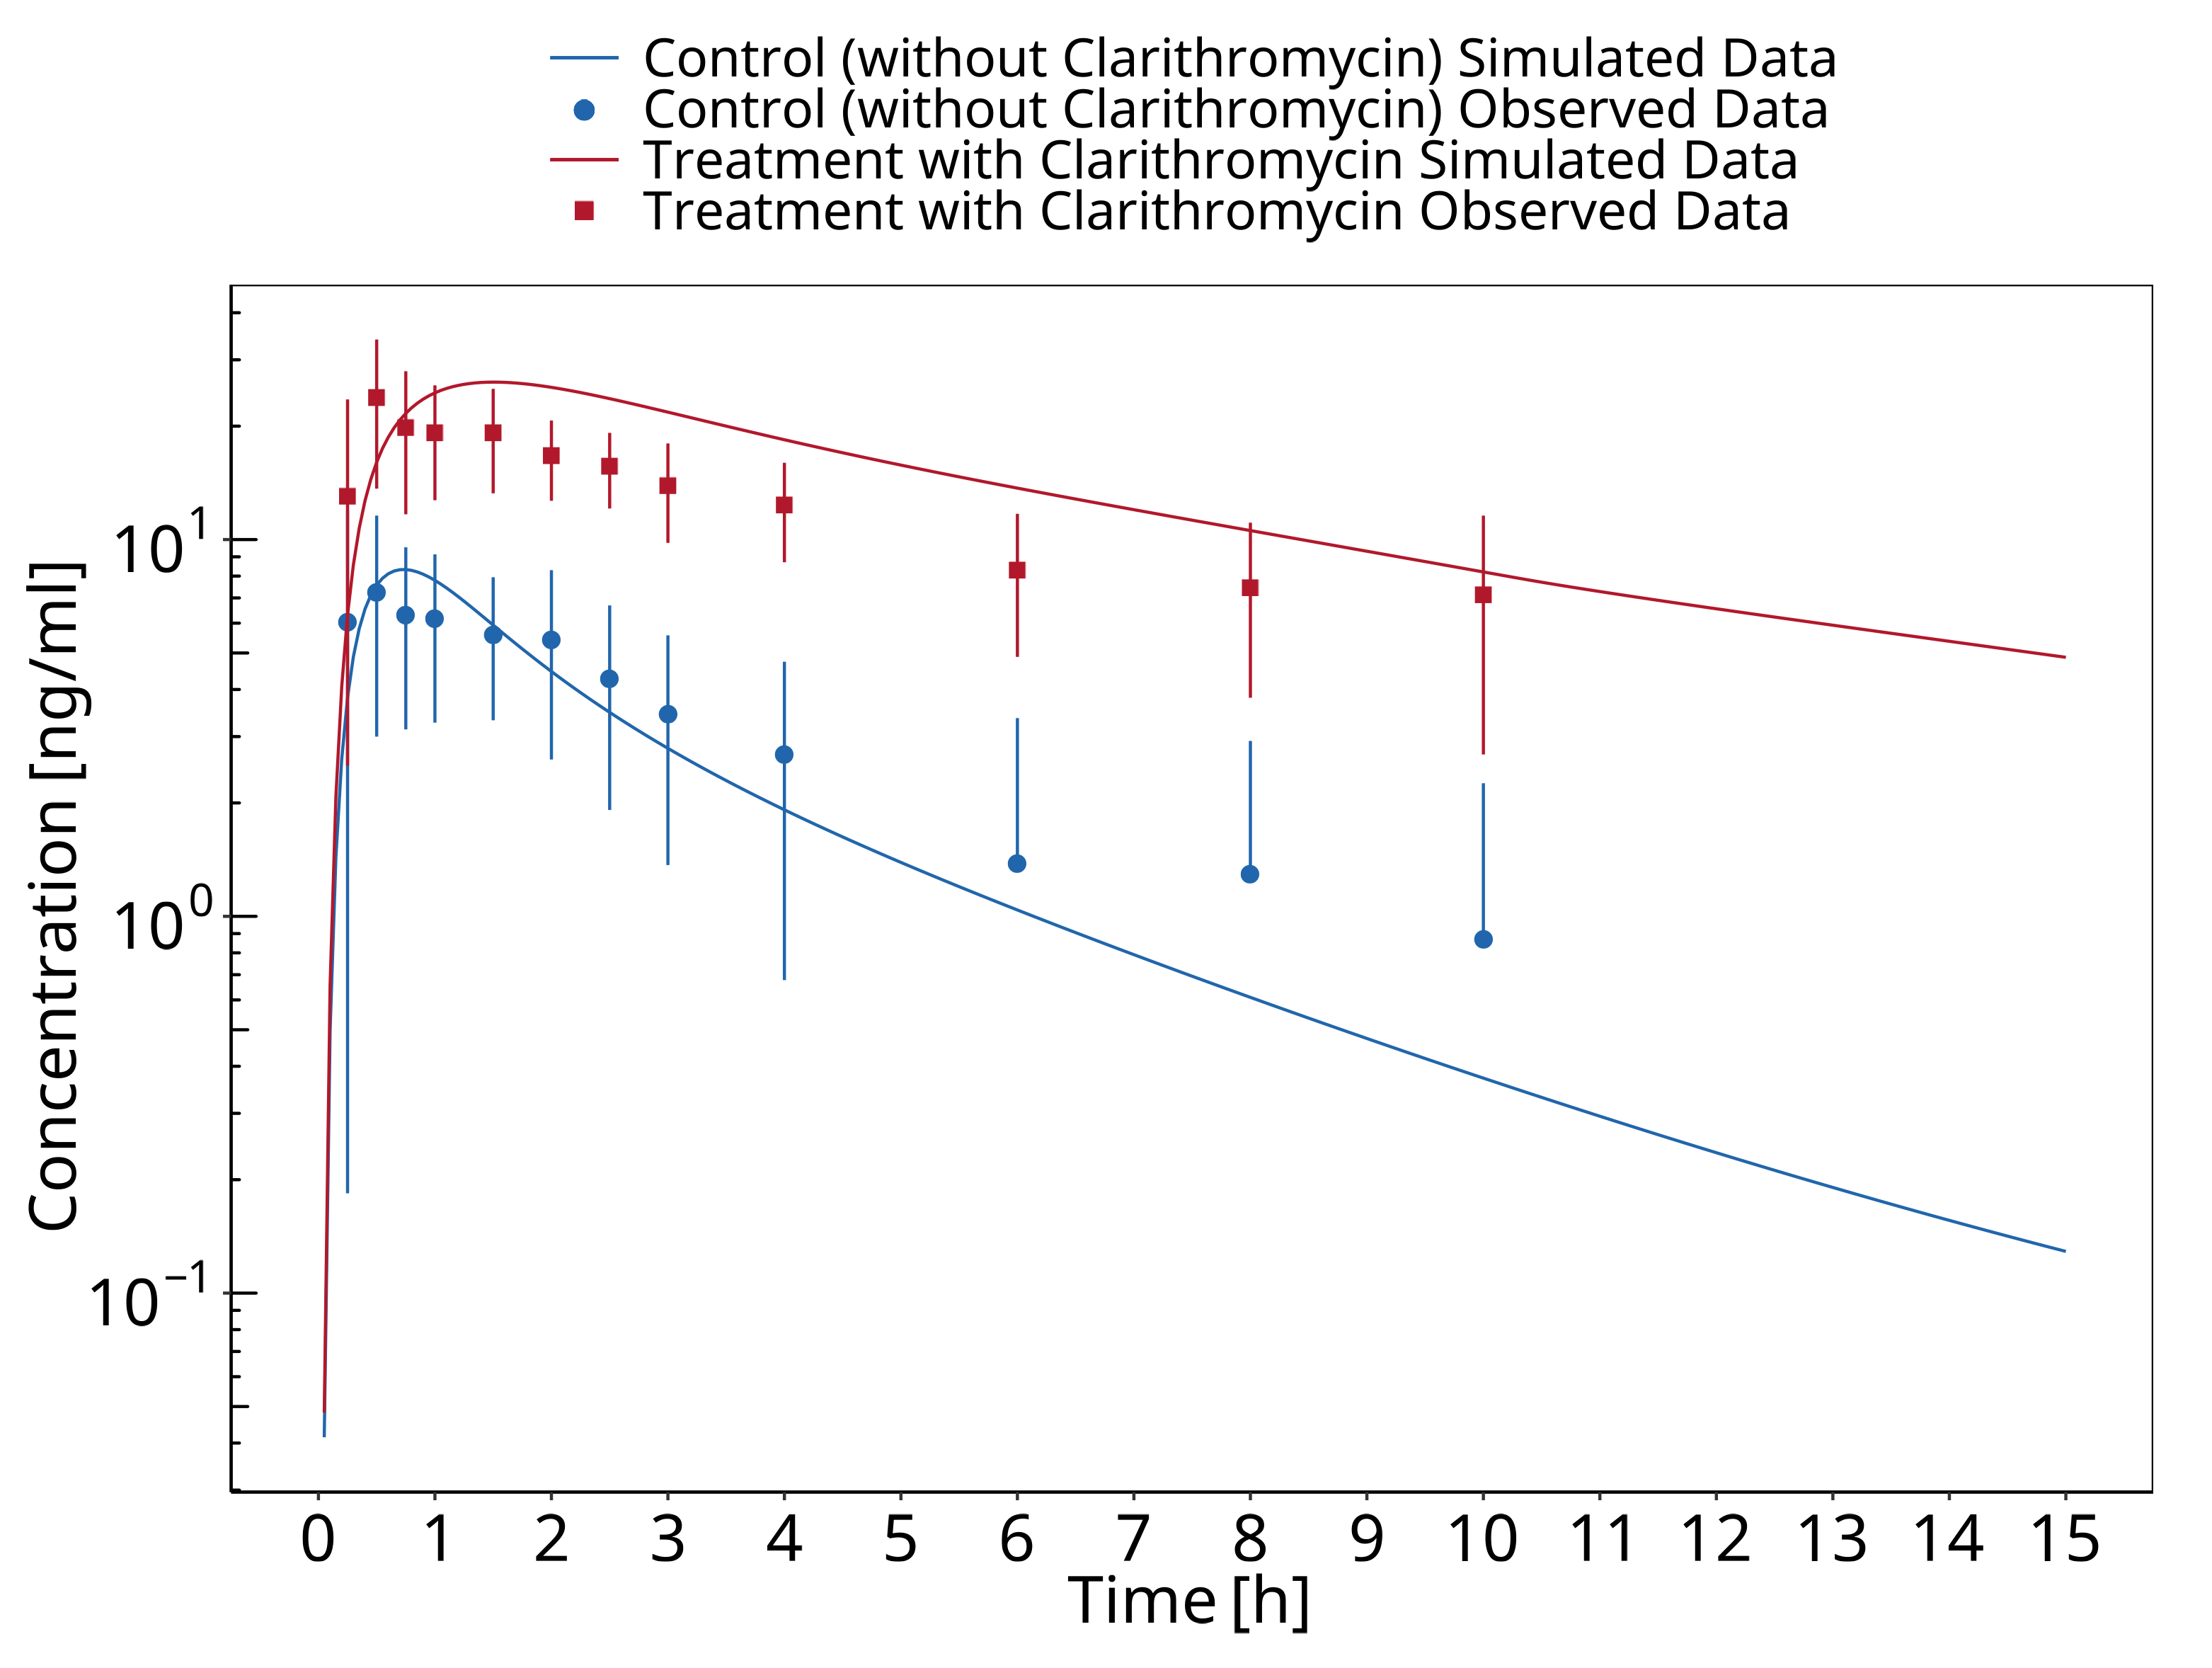 Control (without Clarithromycin) Simulated Data
Control (without Clarithromycin) Observed Data
Treatment with Clarithromycin Simulated Data
Treatment with Clarithromycin Observed Data
Concentration [ng/ml]
10^1
10^0
10^−1
0 1 2 3 4 5 6 7 8 9 10 11 12 13 14 15
Time [h]